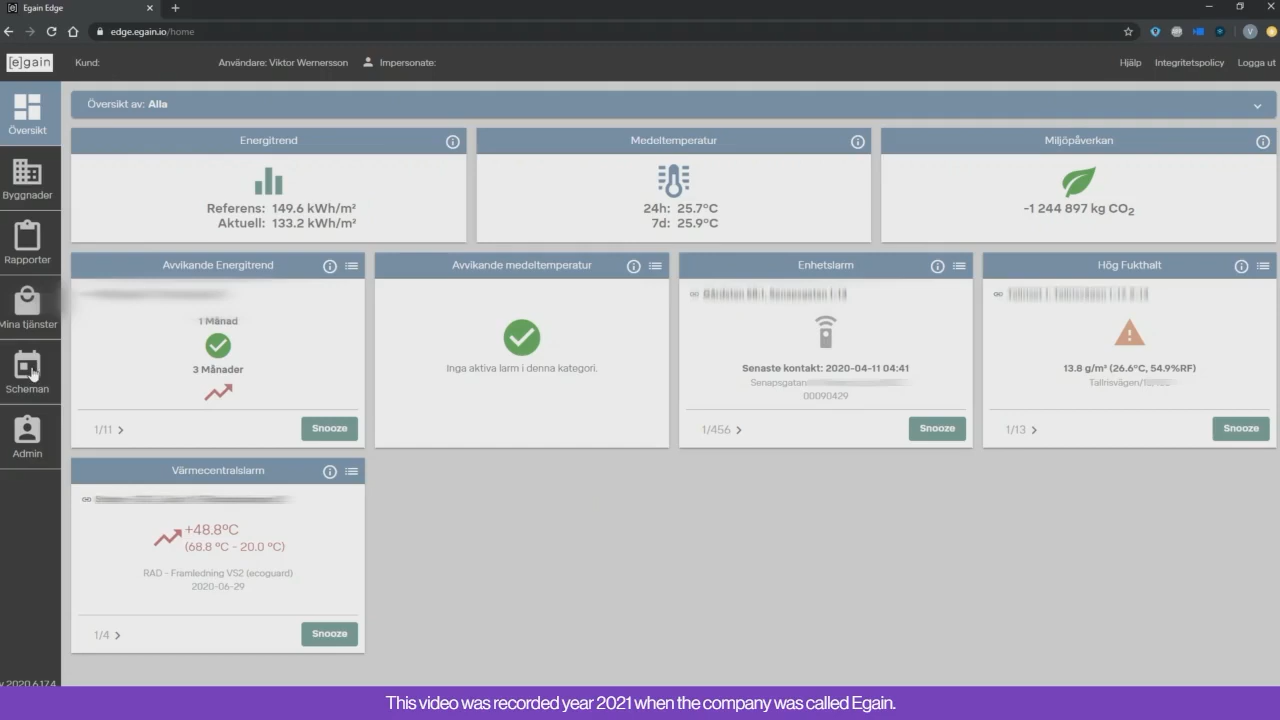 Egain Edge
edge.egain.io/home
[e]gain
Kund:
Användare: Viktor Wernersson
Impersonate:
Hjälp
Integritetspolicy
Logga ut
Översikt
Byggnader
Rapporter
Mina tjänster
Scheman
Admin
v 2020.6.17.4
Översikt av: Alla
Energitrend
Referens: 149.6 kWh/m²
Aktuell: 133.2 kWh/m²
Medeltemperatur
24h: 25.7°C
7d: 25.9°C
Miljöpåverkan
-1 244 897 kg CO₂
Avvikande Energitrend
1 Månad
3 Månader
1/11
Snooze
Avvikande medeltemperatur
Inga aktiva larm i denna kategori.
Enhetslarm
Senaste kontakt: 2020-04-11 04:41
Senapsgatan
00090429
1/456
Snooze
Hög Fukthalt
13.8 g/m³ (26.6°C, 54.9%RF)
Tallrisvägen/
1/13
Snooze
Värmecentralslarm
+48.8°C
(68.8 °C - 20.0 °C)
RAD - Framledning VS2 (ecoguard)
2020-06-29
1/4
Snooze
This video was recorded year 2021 when the company was called Egain.